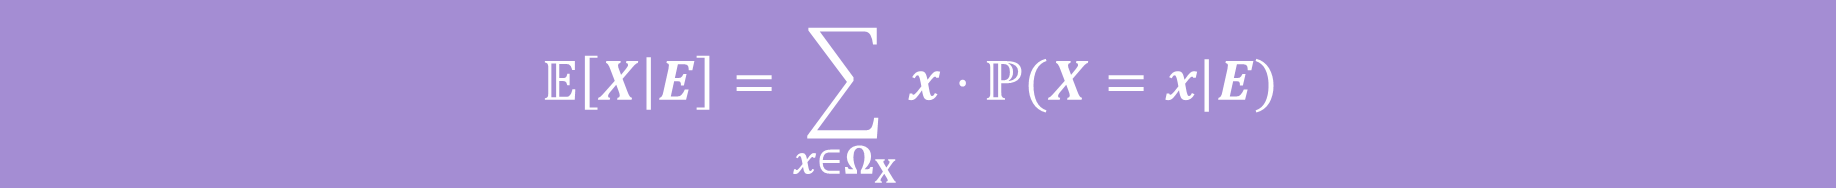 𝔼[X|E] = ∑ x · ℙ(X = x|E)
x∈Ω_X